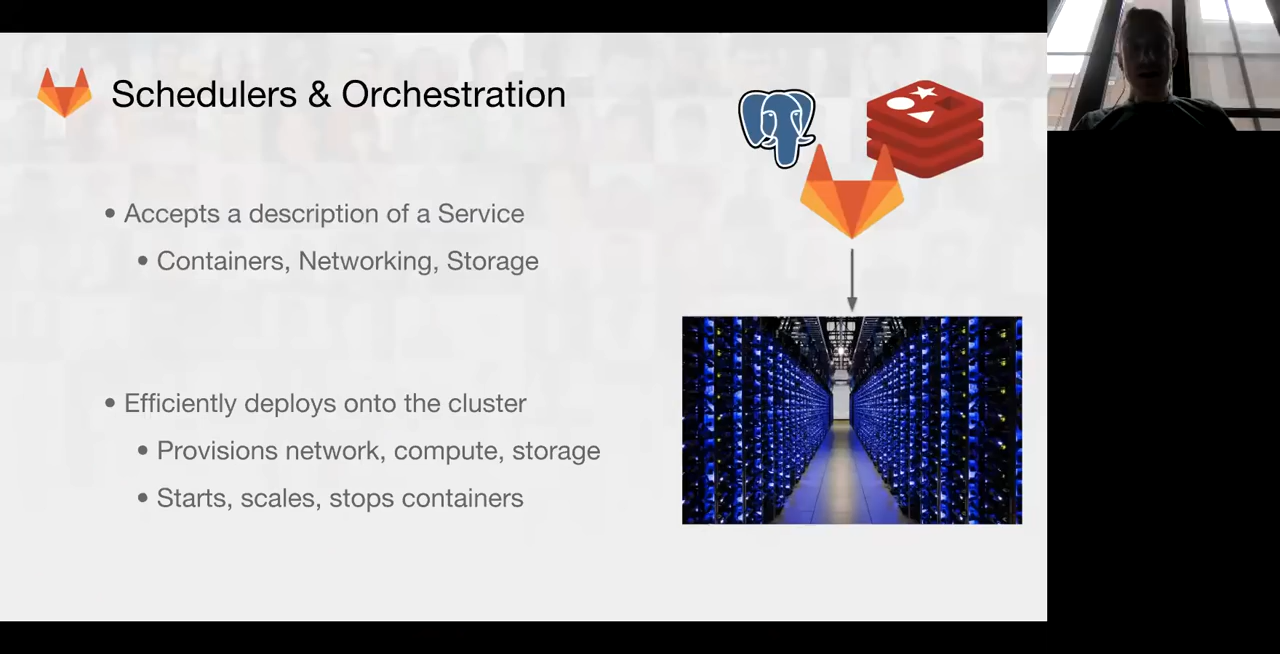 Schedulers & Orchestration
• Accepts a description of a Service
• Containers, Networking, Storage
• Efficiently deploys onto the cluster
• Provisions network, compute, storage
• Starts, scales, stops containers